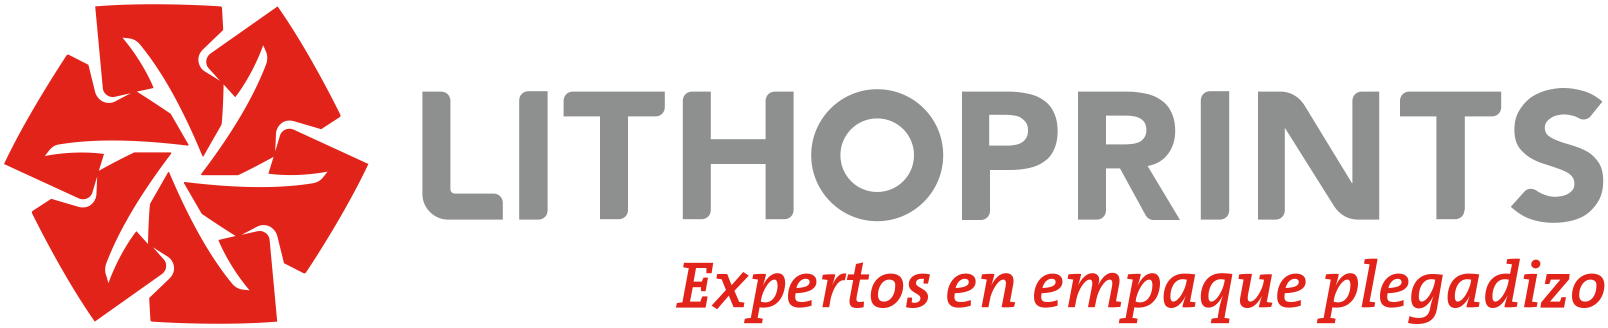 LITHOPRINTS
Expertos en empaque plegadizo